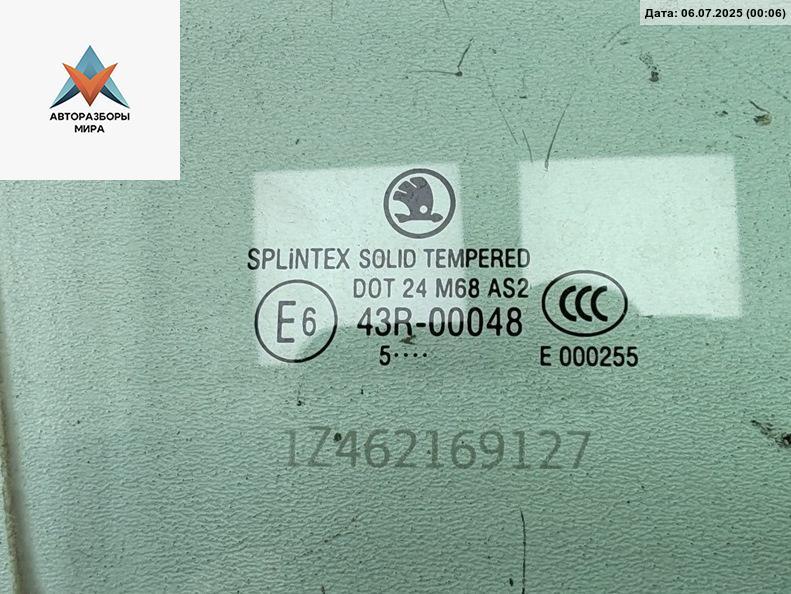 Дата: 06.07.2025 (00:06)
АВТОРАЗБОРЫ
МИРА
SPLiNTEX SOLID TEMPERED
DOT 24 M68 AS2
E6 43R-00048 CCC
5····
E 000255
1Z462169127